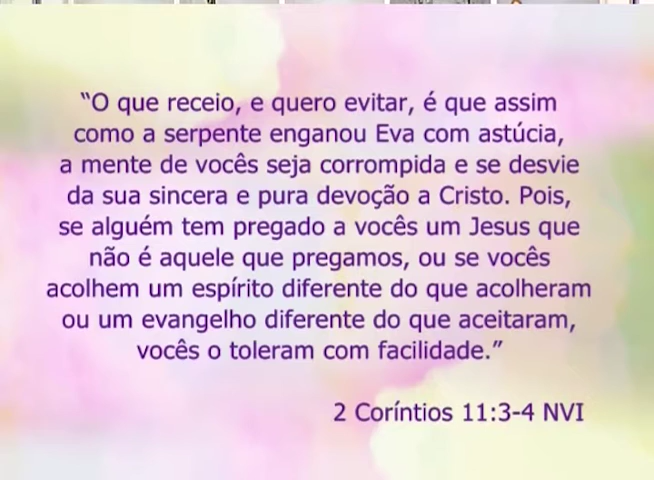 “O que receio, e quero evitar, é que assim
como a serpente enganou Eva com astúcia,
a mente de vocês seja corrompida e se desvie
da sua sincera e pura devoção a Cristo. Pois,
se alguém tem pregado a vocês um Jesus que
não é aquele que pregamos, ou se vocês
acolhem um espírito diferente do que acolheram
ou um evangelho diferente do que aceitaram,
vocês o toleram com facilidade.”
2 Coríntios 11:3-4 NVI